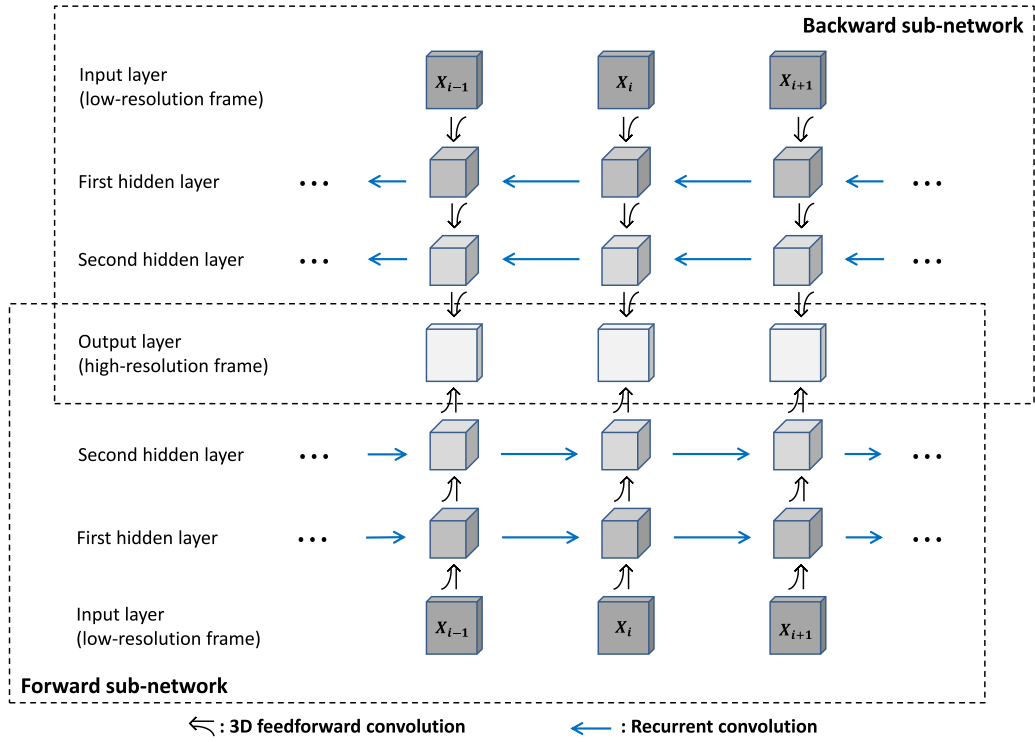 Backward sub-network
Input layer
(low-resolution frame)
X_{i−1} X_i X_{i+1}
First hidden layer
••• •••
Second hidden layer
••• •••
Output layer
(high-resolution frame)
Second hidden layer
••• •••
First hidden layer
••• •••
Input layer
(low-resolution frame)
X_{i−1} X_i X_{i+1}
Forward sub-network
: 3D feedforward convolution : Recurrent convolution